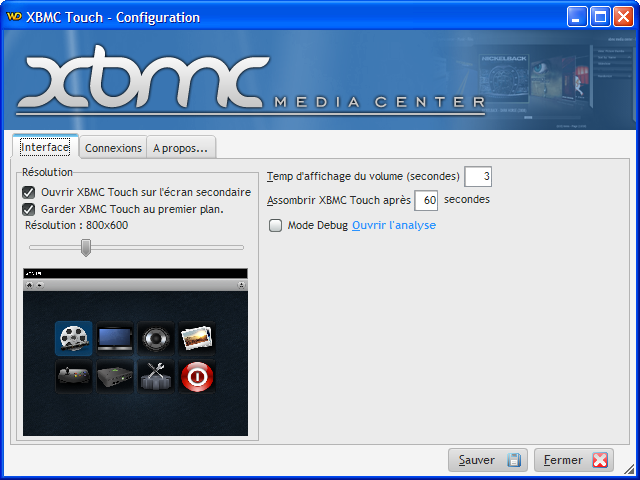 XBMC Touch - Configuration
xbmc
MEDIA CENTER
NICKELBACK
Interface
Connexions
A propos...
Résolution
Ouvrir XBMC Touch sur l'écran secondaire
Garder XBMC Touch au premier plan.
Résolution : 800x600
Temp d'affichage du volume (secondes) 3
Assombrir XBMC Touch après 60 secondes
Mode Debug Ouvrir l'analyse
Sauver
Fermer